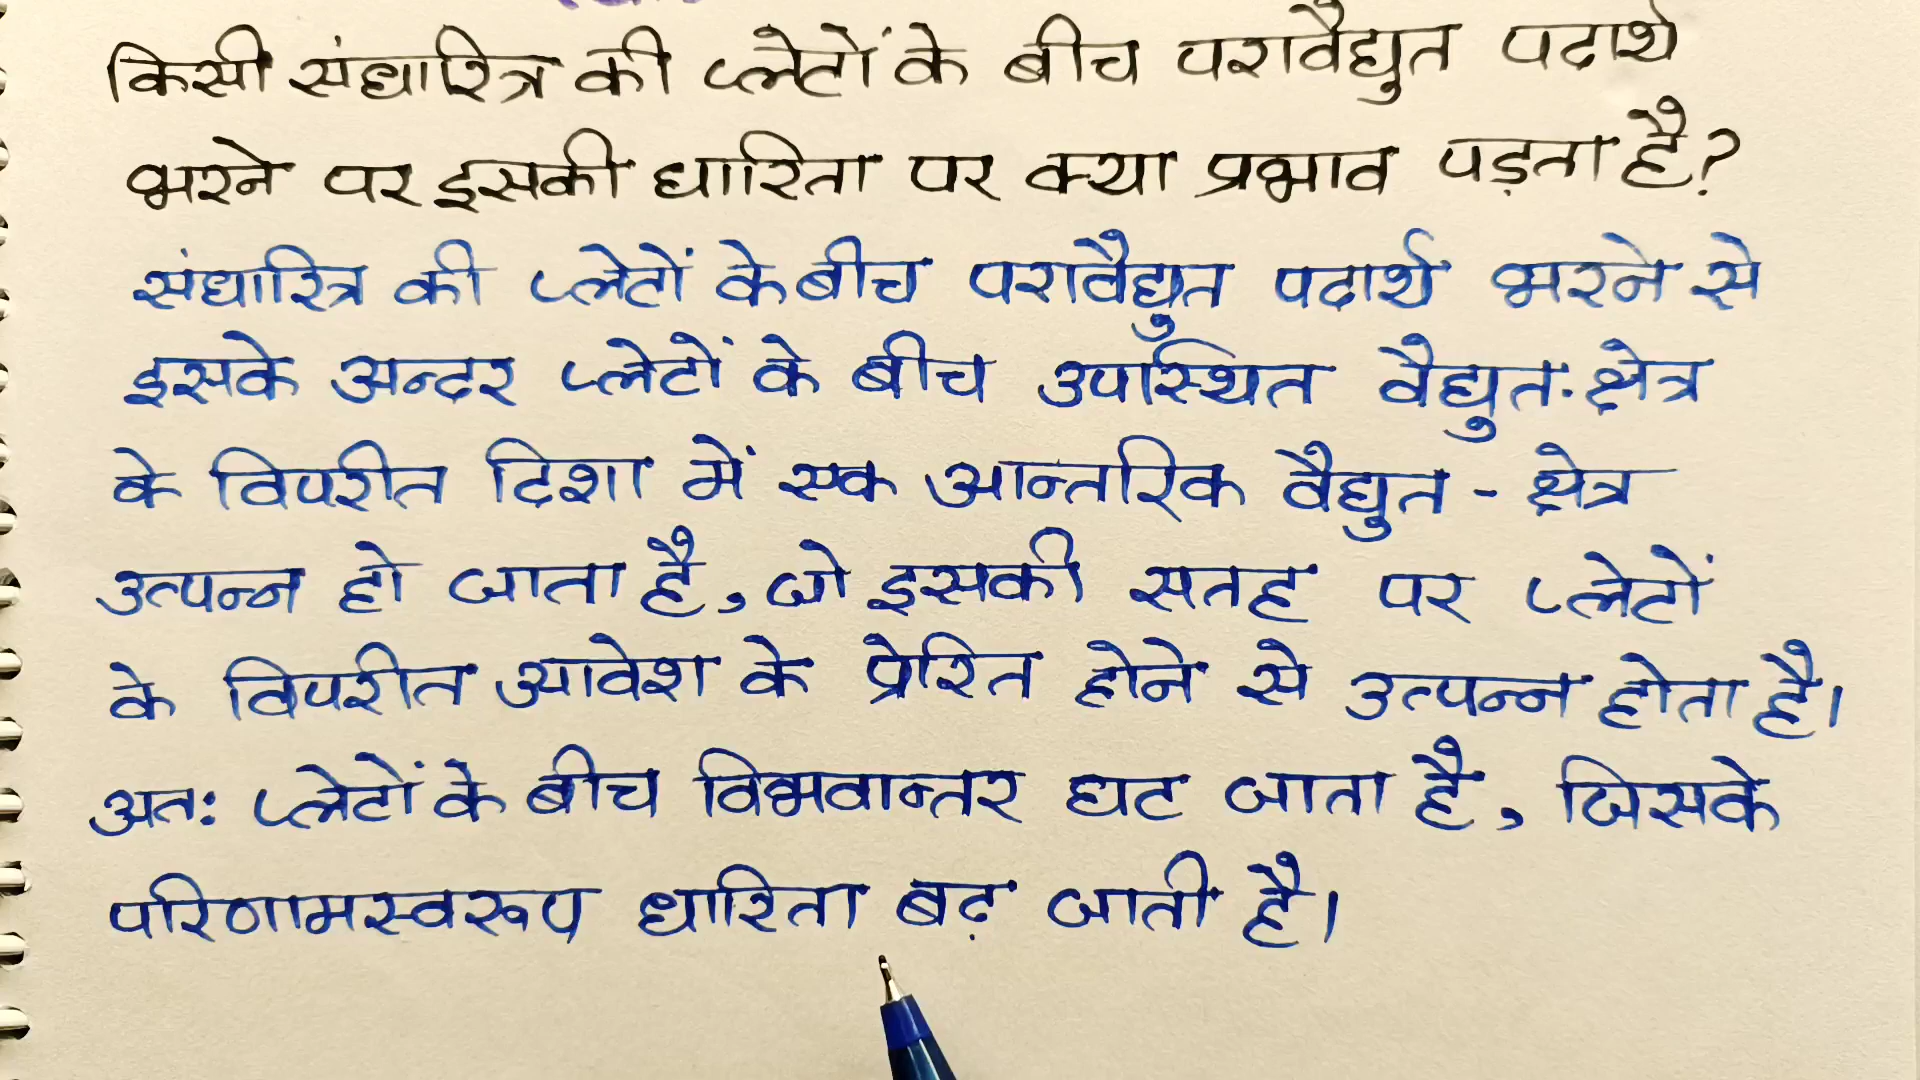 किसी संधारित्र की प्लेटों के बीच परावैद्युत पदार्थ
भरने पर इसकी धारिता पर क्या प्रभाव पड़ता है?
संधारित्र की प्लेटों के बीच परावैद्युत पदार्थ भरने से
इसके अन्दर प्लेटों के बीच उपस्थित वैद्युत-क्षेत्र
के विपरीत दिशा में एक आन्तरिक वैद्युत - क्षेत्र
उत्पन्न हो जाता है, जो इसकी सतह पर प्लेटों
के विपरीत आवेश के प्रेरित होने से उत्पन्न होता है।
अतः प्लेटों के बीच विभवान्तर घट जाता है, जिसके
परिणामस्वरूप धारिता बढ़ जाती है।